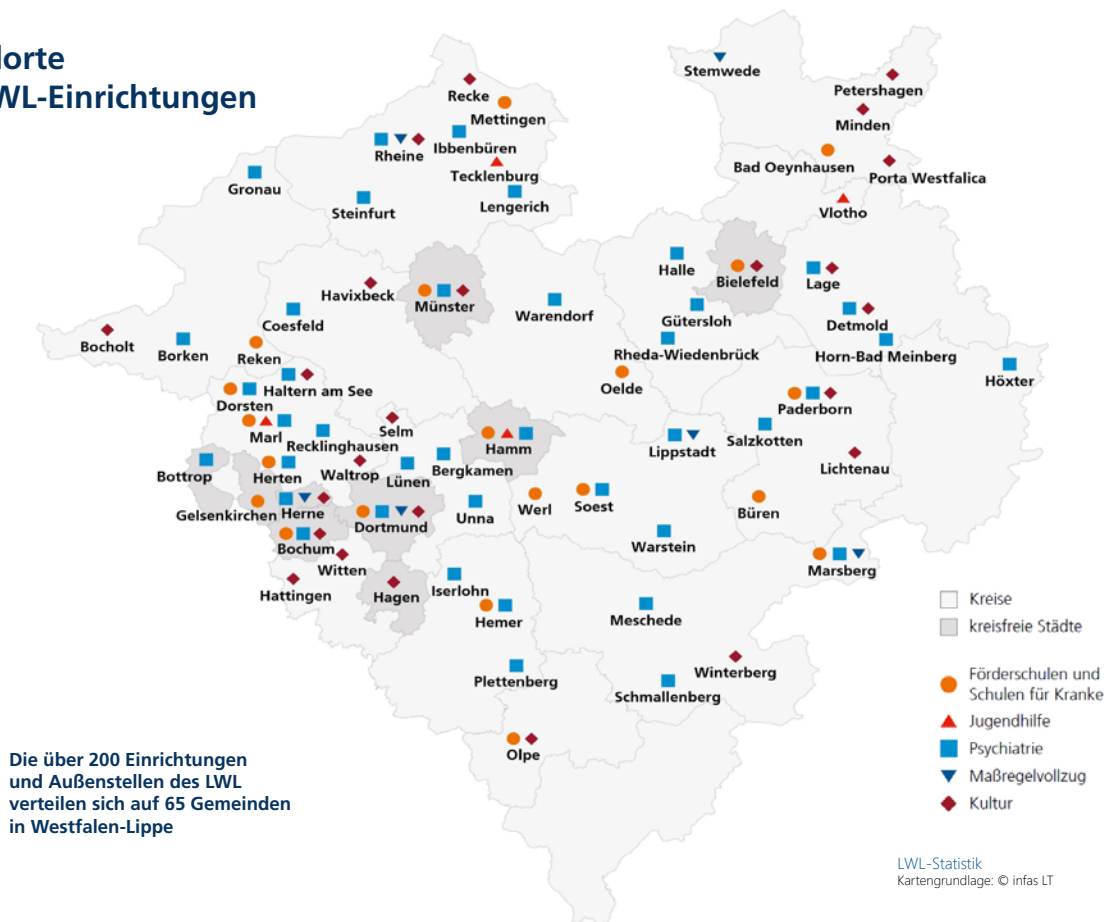 lorte
WL-Einrichtungen
Stemwede
Petershagen
Recke
Mettingen
Minden
Rheine
Ibbenbüren
Bad Oeynhausen
Tecklenburg
Porta Westfalica
Gronau
Steinfurt
Lengerich
Vlotho
Halle
Bielefeld
Lage
Havixbeck
Münster
Warendorf
Coesfeld
Gütersloh
Detmold
Bocholt
Borken
Reken
Rheda-Wiedenbrück
Horn-Bad Meinberg
Höxter
Oelde
Haltern am See
Dorsten
Paderborn
Marl
Recklinghausen
Selm
Hamm
Lippstadt
Salzkotten
Lichtenau
Bottrop
Herten
Waltrop
Lünen
Bergkamen
Gelsenkirchen
Herne
Dortmund
Unna
Werl
Soest
Büren
Bochum
Witten
Warstein
Marsberg
Hattingen
Hagen
Iserlohn
Hemer
Meschede
Plettenberg
Schmallenberg
Winterberg
Olpe
Kreise
kreisfreie Städte
Förderschulen und
Schulen für Kranke
Jugendhilfe
Psychiatrie
Maßregelvollzug
Kultur
Die über 200 Einrichtungen
und Außenstellen des LWL
verteilen sich auf 65 Gemeinden
in Westfalen-Lippe
LWL-Statistik
Kartengrundlage: © infas LT